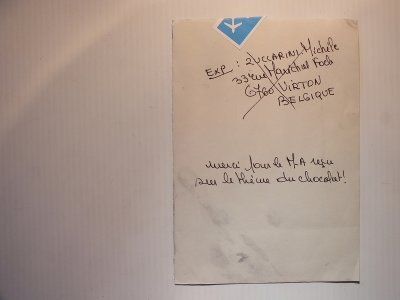 EXP : ZUCCARINI Michèle
33 rue Maréchal Foch
6760 VIRTON
BELGIQUE
merci pour le M.A reçu
sur le thème du chocolat!